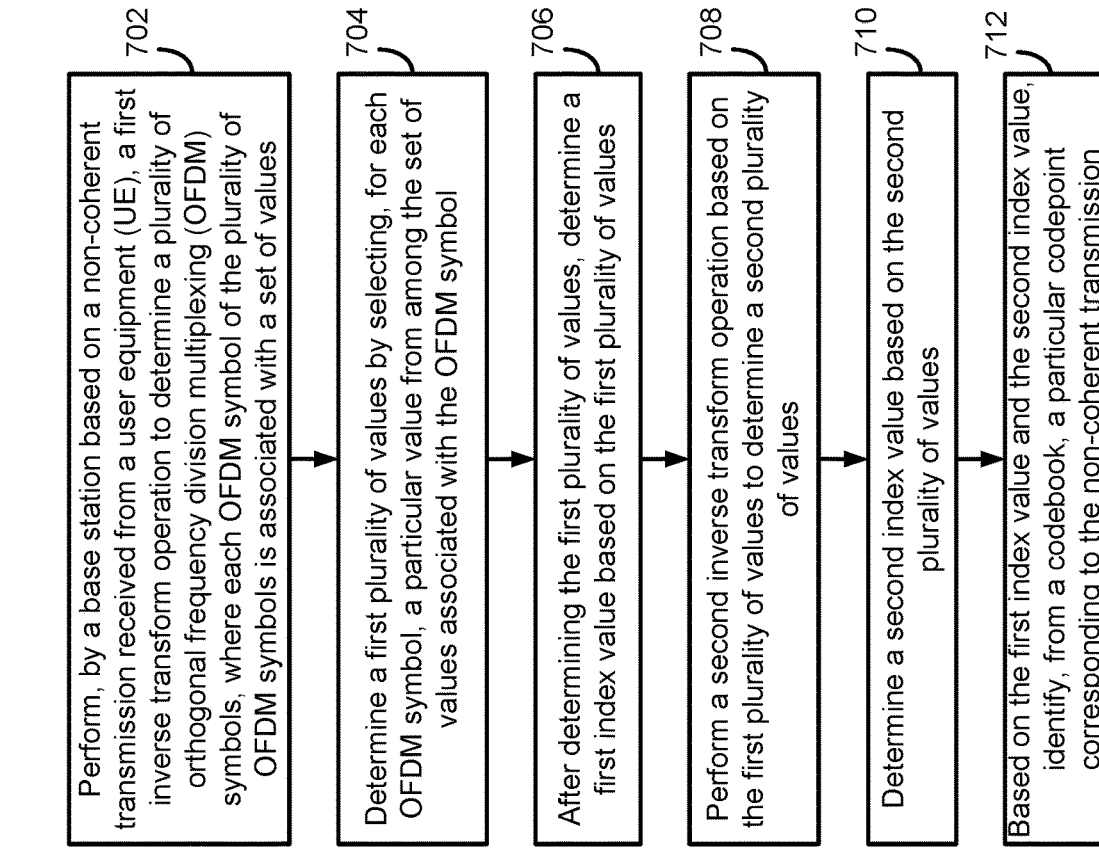 702
Perform, by a base station based on a non-coherent
transmission received from a user equipment (UE), a first
inverse transform operation to determine a plurality of
orthogonal frequency division multiplexing (OFDM)
symbols, where each OFDM symbol of the plurality of
OFDM symbols is associated with a set of values
704
Determine a first plurality of values by selecting, for each
OFDM symbol, a particular value from among the set of
values associated with the OFDM symbol
706
After determining the first plurality of values, determine a
first index value based on the first plurality of values
708
Perform a second inverse transform operation based on
the first plurality of values to determine a second plurality
of values
710
Determine a second index value based on the second
plurality of values
712
Based on the first index value and the second index value,
identify, from a codebook, a particular codepoint
corresponding to the non-coherent transmission